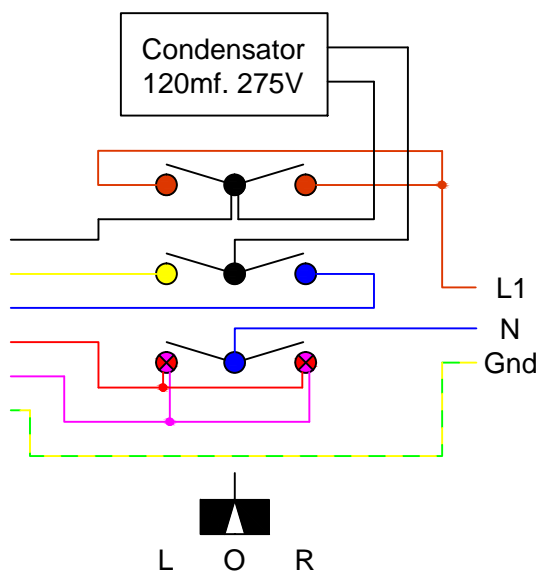 Condensator
120mf. 275V
L1
N
Gnd
L O R